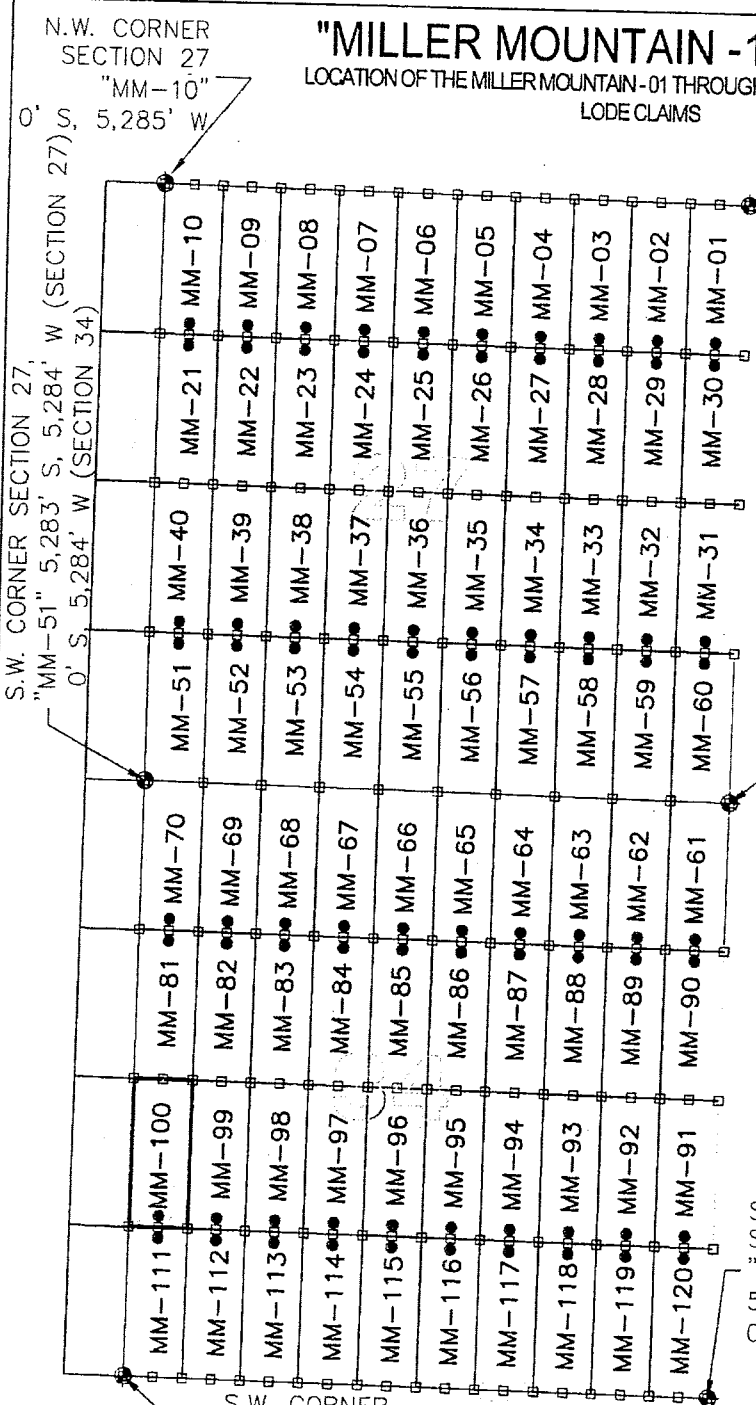 N.W. CORNER
SECTION 27
"MM-10"
0' S, 5,285' W
"MILLER MOUNTAIN -1
LOCATION OF THE MILLER MOUNTAIN-01 THROUGH
LODE CLAIMS
S.W. CORNER SECTION 27,
"MM-51" 5,283' S, 5,284' W (SECTION 27)
0' S, 5,284' W (SECTION 34)
MM-10
MM-09
MM-08
MM-07
MM-06
MM-05
MM-04
MM-03
MM-02
MM-01
MM-21
MM-22
MM-23
MM-24
MM-25
MM-26
MM-27
MM-28
MM-29
MM-30
27
MM-40
MM-39
MM-38
MM-37
MM-36
MM-35
MM-34
MM-33
MM-32
MM-31
MM-51
MM-52
MM-53
MM-54
MM-55
MM-56
MM-57
MM-58
MM-59
MM-60
MM-70
MM-69
MM-68
MM-67
MM-66
MM-65
MM-64
MM-63
MM-62
MM-61
MM-81
MM-82
MM-83
MM-84
MM-85
MM-86
MM-87
MM-88
MM-89
MM-90
34
MM-100
MM-99
MM-98
MM-97
MM-96
MM-95
MM-94
MM-93
MM-92
MM-91
MM-111
MM-112
MM-113
MM-114
MM-115
MM-116
MM-117
MM-118
MM-119
MM-120
S.W. CORNER